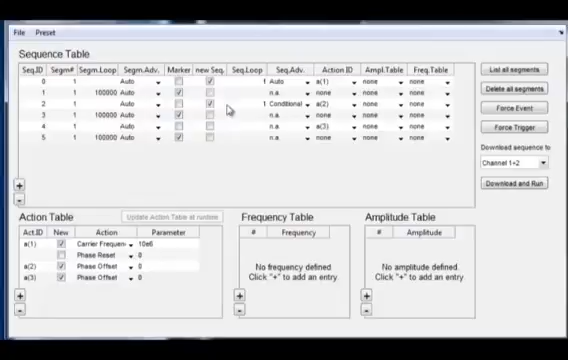 File Preset
Sequence Table
Seq.ID Segm# Segm.Loop Segm.Adv. Marker new Seq. Seq.Loop Seq.Adv. Action ID Ampl.Table Freq.Table
0 1 Auto 1 Auto a(1) none none
1 1 100000 Auto n.a. none none none
2 1 Auto 1 Conditional a(2) none none
3 1 100000 Auto n.a. none none none
4 1 Auto n.a. a(3) none none
5 1 100000 Auto n.a. none none none
List all segments
Delete all segments
Force Event
Force Trigger
Download sequence to
Channel 1+2
Download and Run
+
-
Action Table Update Action Table at runtime
Act.ID New Action Parameter
a(1) Carrier Frequen 10e6
Phase Reset 0
a(2) Phase Offset 0
a(3) Phase Offset 0
+
-
Frequency Table
# Frequency
No frequency defined
Click "+" to add an entry
+
-
Amplitude Table
# Amplitude
No amplitude defined.
Click "+" to add an entry.
+
-